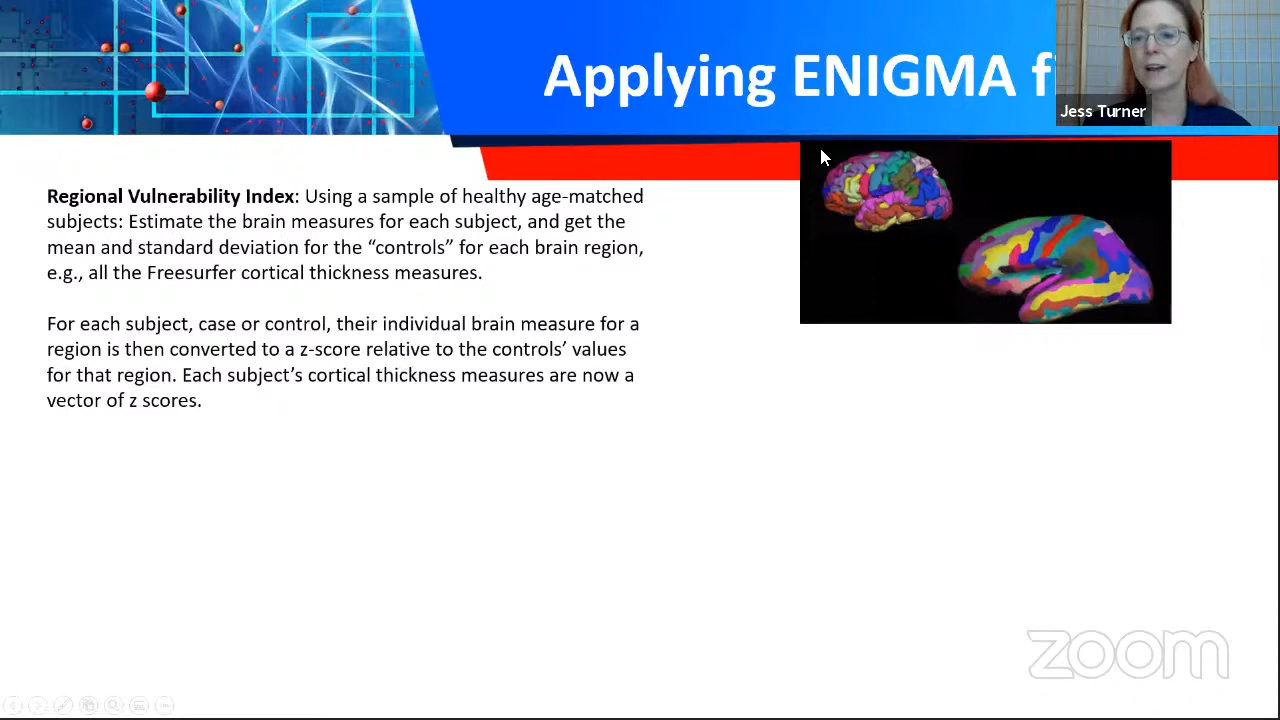 Applying ENIGMA
Jess Turner
Regional Vulnerability Index: Using a sample of healthy age-matched
subjects: Estimate the brain measures for each subject, and get the
mean and standard deviation for the “controls” for each brain region,
e.g., all the Freesurfer cortical thickness measures.
For each subject, case or control, their individual brain measure for a
region is then converted to a z-score relative to the controls’ values
for that region. Each subject’s cortical thickness measures are now a
vector of z scores.
zoom